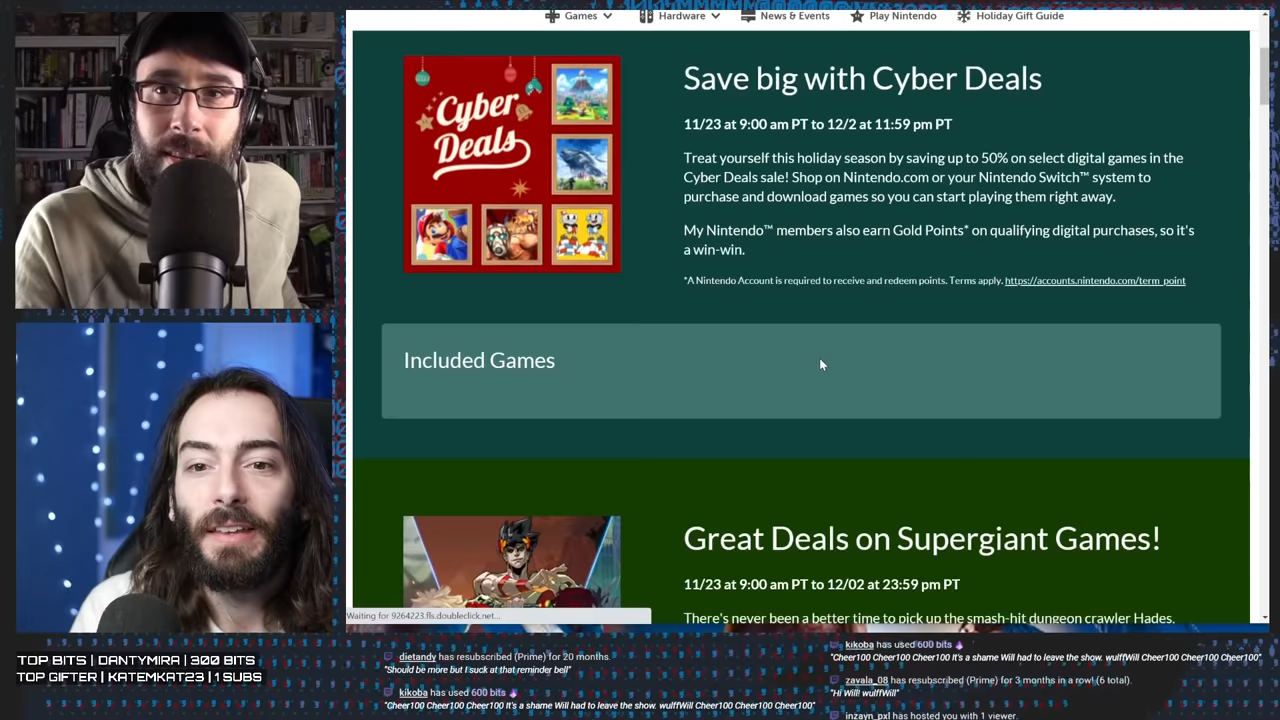 Games
Hardware
News & Events
Play Nintendo
Holiday Gift Guide
Cyber
Deals
Save big with Cyber Deals
11/23 at 9:00 am PT to 12/2 at 11:59 pm PT
Treat yourself this holiday season by saving up to 50% on select digital games in the
Cyber Deals sale! Shop on Nintendo.com or your Nintendo Switch™ system to
purchase and download games so you can start playing them right away.
My Nintendo™ members also earn Gold Points* on qualifying digital purchases, so it's
a win-win.
*A Nintendo Account is required to receive and redeem points. Terms apply. https://accounts.nintendo.com/term_point
Included Games
Great Deals on Supergiant Games!
11/23 at 9:00 am PT to 12/02 at 23:59 pm PT
There's never been a better time to pick up the smash-hit dungeon crawler Hades,
Waiting for 9264223.fls.doubleclick.net...
TOP BITS | DANTYMIRA | 300 BITS
TOP GIFTER | KATEMKAT23 | 1 SUBS
dietandy has resubscribed (Prime) for 20 months.
"Should be more but I suck at that reminder bell"
kikoba has used 600 bits
"Cheer100 Cheer100 Cheer100 It's a shame Will had to leave the show. wulffWill Cheer100 Cheer100 Cheer100"
kikoba has used 600 bits
"Cheer100 Cheer100 Cheer100 It's a shame Will had to leave the show. wulffWill Cheer100 Cheer100 Cheer100"
zavala_08 has resubscribed (Prime) for 3 months in a row! (6 total).
"Hi Will! wulffWill"
inzayn_pxl has hosted you with 1 viewer.